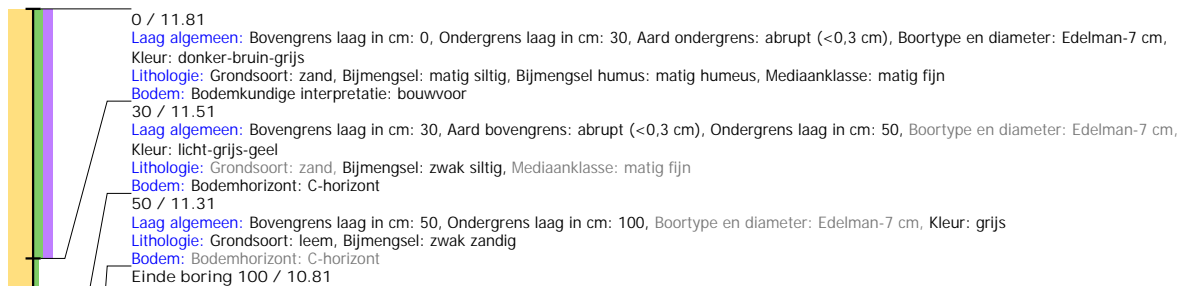 0 / 11.81
Laag algemeen: Bovengrens laag in cm: 0, Ondergrens laag in cm: 30, Aard ondergrens: abrupt (<0,3 cm), Boortype en diameter: Edelman-7 cm,
Kleur: donker-bruin-grijs
Lithologie: Grondsoort: zand, Bijmengsel: matig siltig, Bijmengsel humus: matig humeus, Mediaanklasse: matig fijn
Bodem: Bodemkundige interpretatie: bouwvoor
30 / 11.51
Laag algemeen: Bovengrens laag in cm: 30, Aard bovengrens: abrupt (<0,3 cm), Ondergrens laag in cm: 50, Boortype en diameter: Edelman-7 cm,
Kleur: licht-grijs-geel
Lithologie: Grondsoort: zand, Bijmengsel: zwak siltig, Mediaanklasse: matig fijn
Bodem: Bodemhorizont: C-horizont
50 / 11.31
Laag algemeen: Bovengrens laag in cm: 50, Ondergrens laag in cm: 100, Boortype en diameter: Edelman-7 cm, Kleur: grijs
Lithologie: Grondsoort: leem, Bijmengsel: zwak zandig
Bodem: Bodemhorizont: C-horizont
Einde boring 100 / 10.81